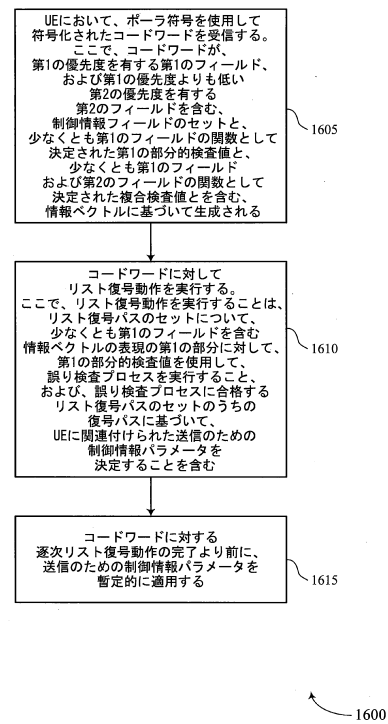 UEにおいて、ポーラ符号を使用して
符号化されたコードワードを受信する。
ここで、コードワードが、
第1の優先度を有する第1のフィールド、
および第1の優先度よりも低い
第2の優先度を有する
第2のフィールドを含む、
制御情報フィールドのセットと、
少なくとも第1のフィールドの関数として
決定された第1の部分的検査値と、
少なくとも第1のフィールド
および第2のフィールドの関数として
決定された複合検査値とを含む、
情報ベクトルに基づいて生成される
1605
コードワードに対して
リスト復号動作を実行する。
ここで、リスト復号動作を実行することは、
リスト復号パスのセットについて、
少なくとも第1のフィールドを含む
情報ベクトルの表現の第1の部分に対して、
第1の部分的検査値を使用して、
誤り検査プロセスを実行すること、
および、誤り検査プロセスに合格する
リスト復号パスのセットのうちの
復号パスに基づいて、
UEに関連付けられた送信のための
制御情報パラメータを
決定することを含む
1610
コードワードに対する
逐次リスト復号動作の完了より前に、
送信のための制御情報パラメータを
暫定的に適用する
1615
1600